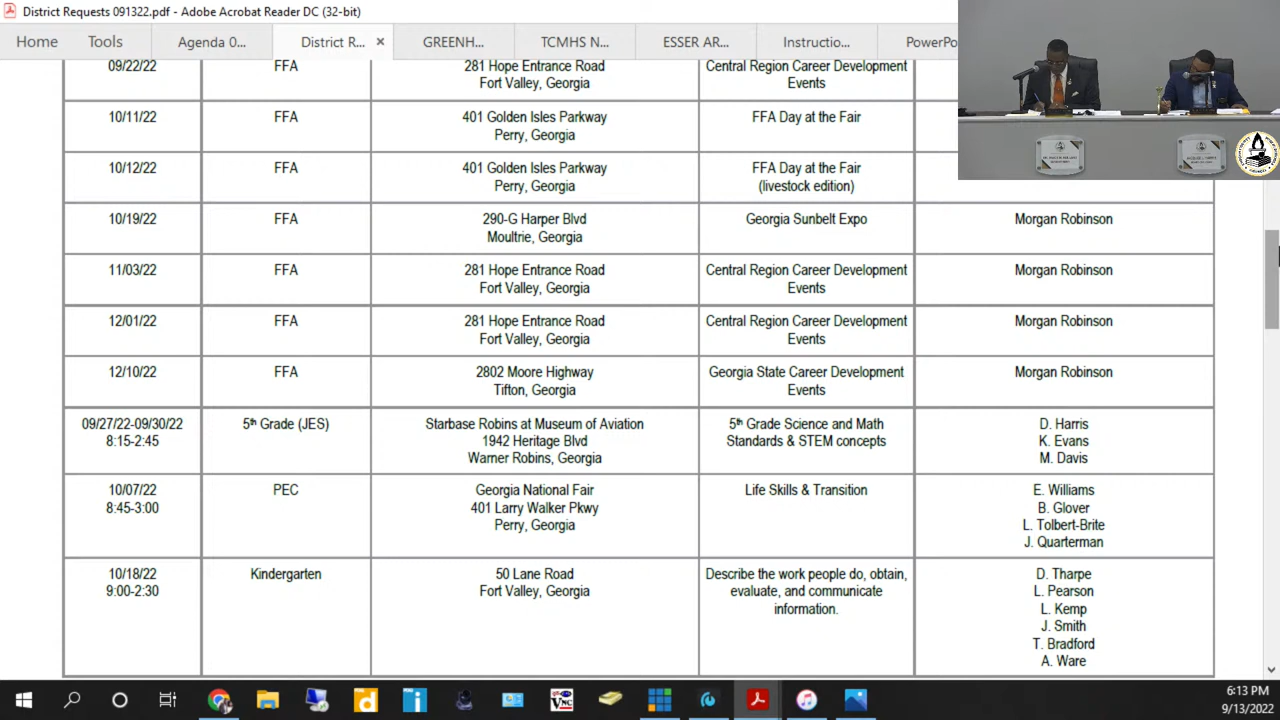 District Requests 091322.pdf - Adobe Acrobat Reader DC (32-bit)
Home Tools Agenda 0... District R... GREENH... TCMHS N... ESSER AR... Instructio... PowerPo
09/22/22 FFA 281 Hope Entrance Road Central Region Career Development
Fort Valley, Georgia Events
10/11/22 FFA 401 Golden Isles Parkway FFA Day at the Fair
Perry, Georgia
10/12/22 FFA 401 Golden Isles Parkway FFA Day at the Fair
Perry, Georgia (livestock edition)
10/19/22 FFA 290-G Harper Blvd Georgia Sunbelt Expo Morgan Robinson
Moultrie, Georgia
11/03/22 FFA 281 Hope Entrance Road Central Region Career Development Morgan Robinson
Fort Valley, Georgia Events
12/01/22 FFA 281 Hope Entrance Road Central Region Career Development Morgan Robinson
Fort Valley, Georgia Events
12/10/22 FFA 2802 Moore Highway Georgia State Career Development Morgan Robinson
Tifton, Georgia Events
09/27/22-09/30/22 5th Grade (JES) Starbase Robins at Museum of Aviation 5th Grade Science and Math D. Harris
8:15-2:45 1942 Heritage Blvd Standards & STEM concepts K. Evans
Warner Robins, Georgia M. Davis
10/07/22 PEC Georgia National Fair Life Skills & Transition E. Williams
8:45-3:00 401 Larry Walker Pkwy B. Glover
Perry, Georgia L. Tolbert-Brite
J. Quarterman
10/18/22 Kindergarten 50 Lane Road Describe the work people do, obtain, D. Tharpe
9:00-2:30 Fort Valley, Georgia evaluate, and communicate L. Pearson
information. L. Kemp
J. Smith
T. Bradford
A. Ware
6:13 PM
9/13/2022